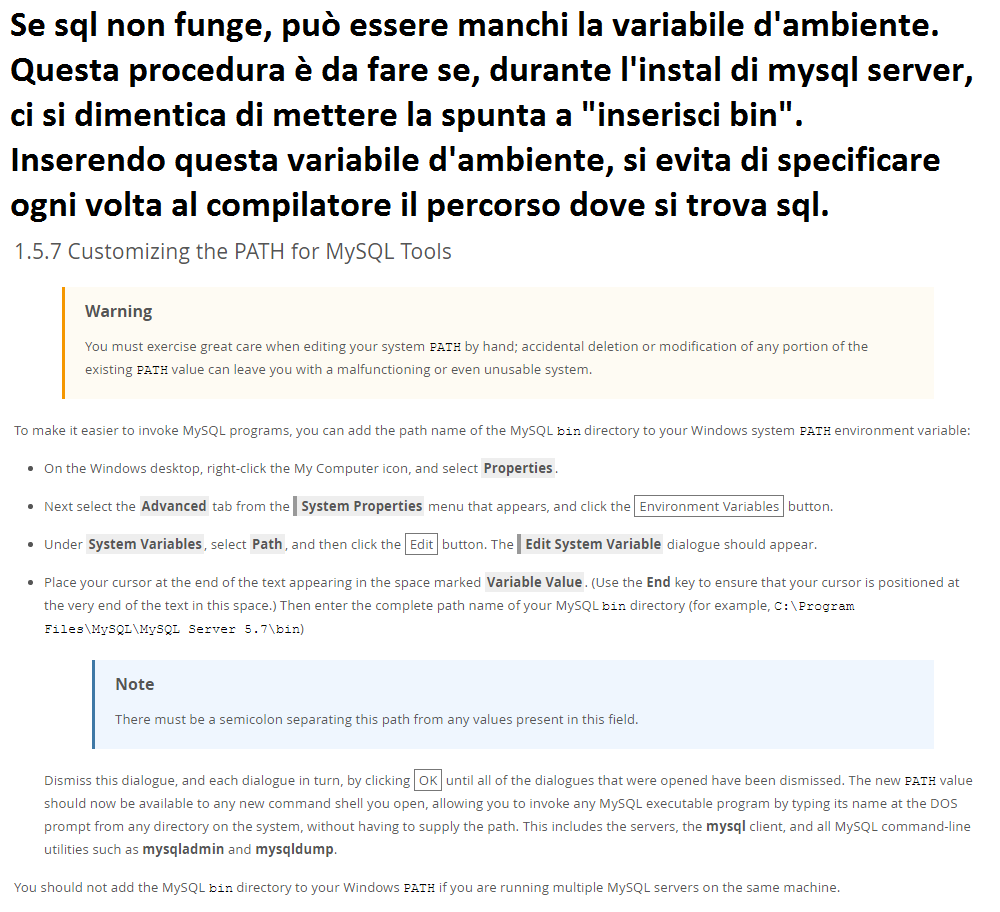 Se sql non funge, può essere manchi la variabile d'ambiente.
Questa procedura è da fare se, durante l'instal di mysql server,
ci si dimentica di mettere la spunta a "inserisci bin".
Inserendo questa variabile d'ambiente, si evita di specificare
ogni volta al compilatore il percorso dove si trova sql.
1.5.7 Customizing the PATH for MySQL Tools
Warning
You must exercise great care when editing your system PATH by hand; accidental deletion or modification of any portion of the
existing PATH value can leave you with a malfunctioning or even unusable system.
To make it easier to invoke MySQL programs, you can add the path name of the MySQL bin directory to your Windows system PATH environment variable:
• On the Windows desktop, right-click the My Computer icon, and select Properties.
• Next select the Advanced tab from the System Properties menu that appears, and click the Environment Variables button.
• Under System Variables, select Path, and then click the Edit button. The Edit System Variable dialogue should appear.
• Place your cursor at the end of the text appearing in the space marked Variable Value. (Use the End key to ensure that your cursor is positioned at
the very end of the text in this space.) Then enter the complete path name of your MySQL bin directory (for example, C:\Program
Files\MySQL\MySQL Server 5.7\bin)
Note
There must be a semicolon separating this path from any values present in this field.
Dismiss this dialogue, and each dialogue in turn, by clicking OK until all of the dialogues that were opened have been dismissed. The new PATH value
should now be available to any new command shell you open, allowing you to invoke any MySQL executable program by typing its name at the DOS
prompt from any directory on the system, without having to supply the path. This includes the servers, the mysql client, and all MySQL command-line
utilities such as mysqladmin and mysqldump.
You should not add the MySQL bin directory to your Windows PATH if you are running multiple MySQL servers on the same machine.